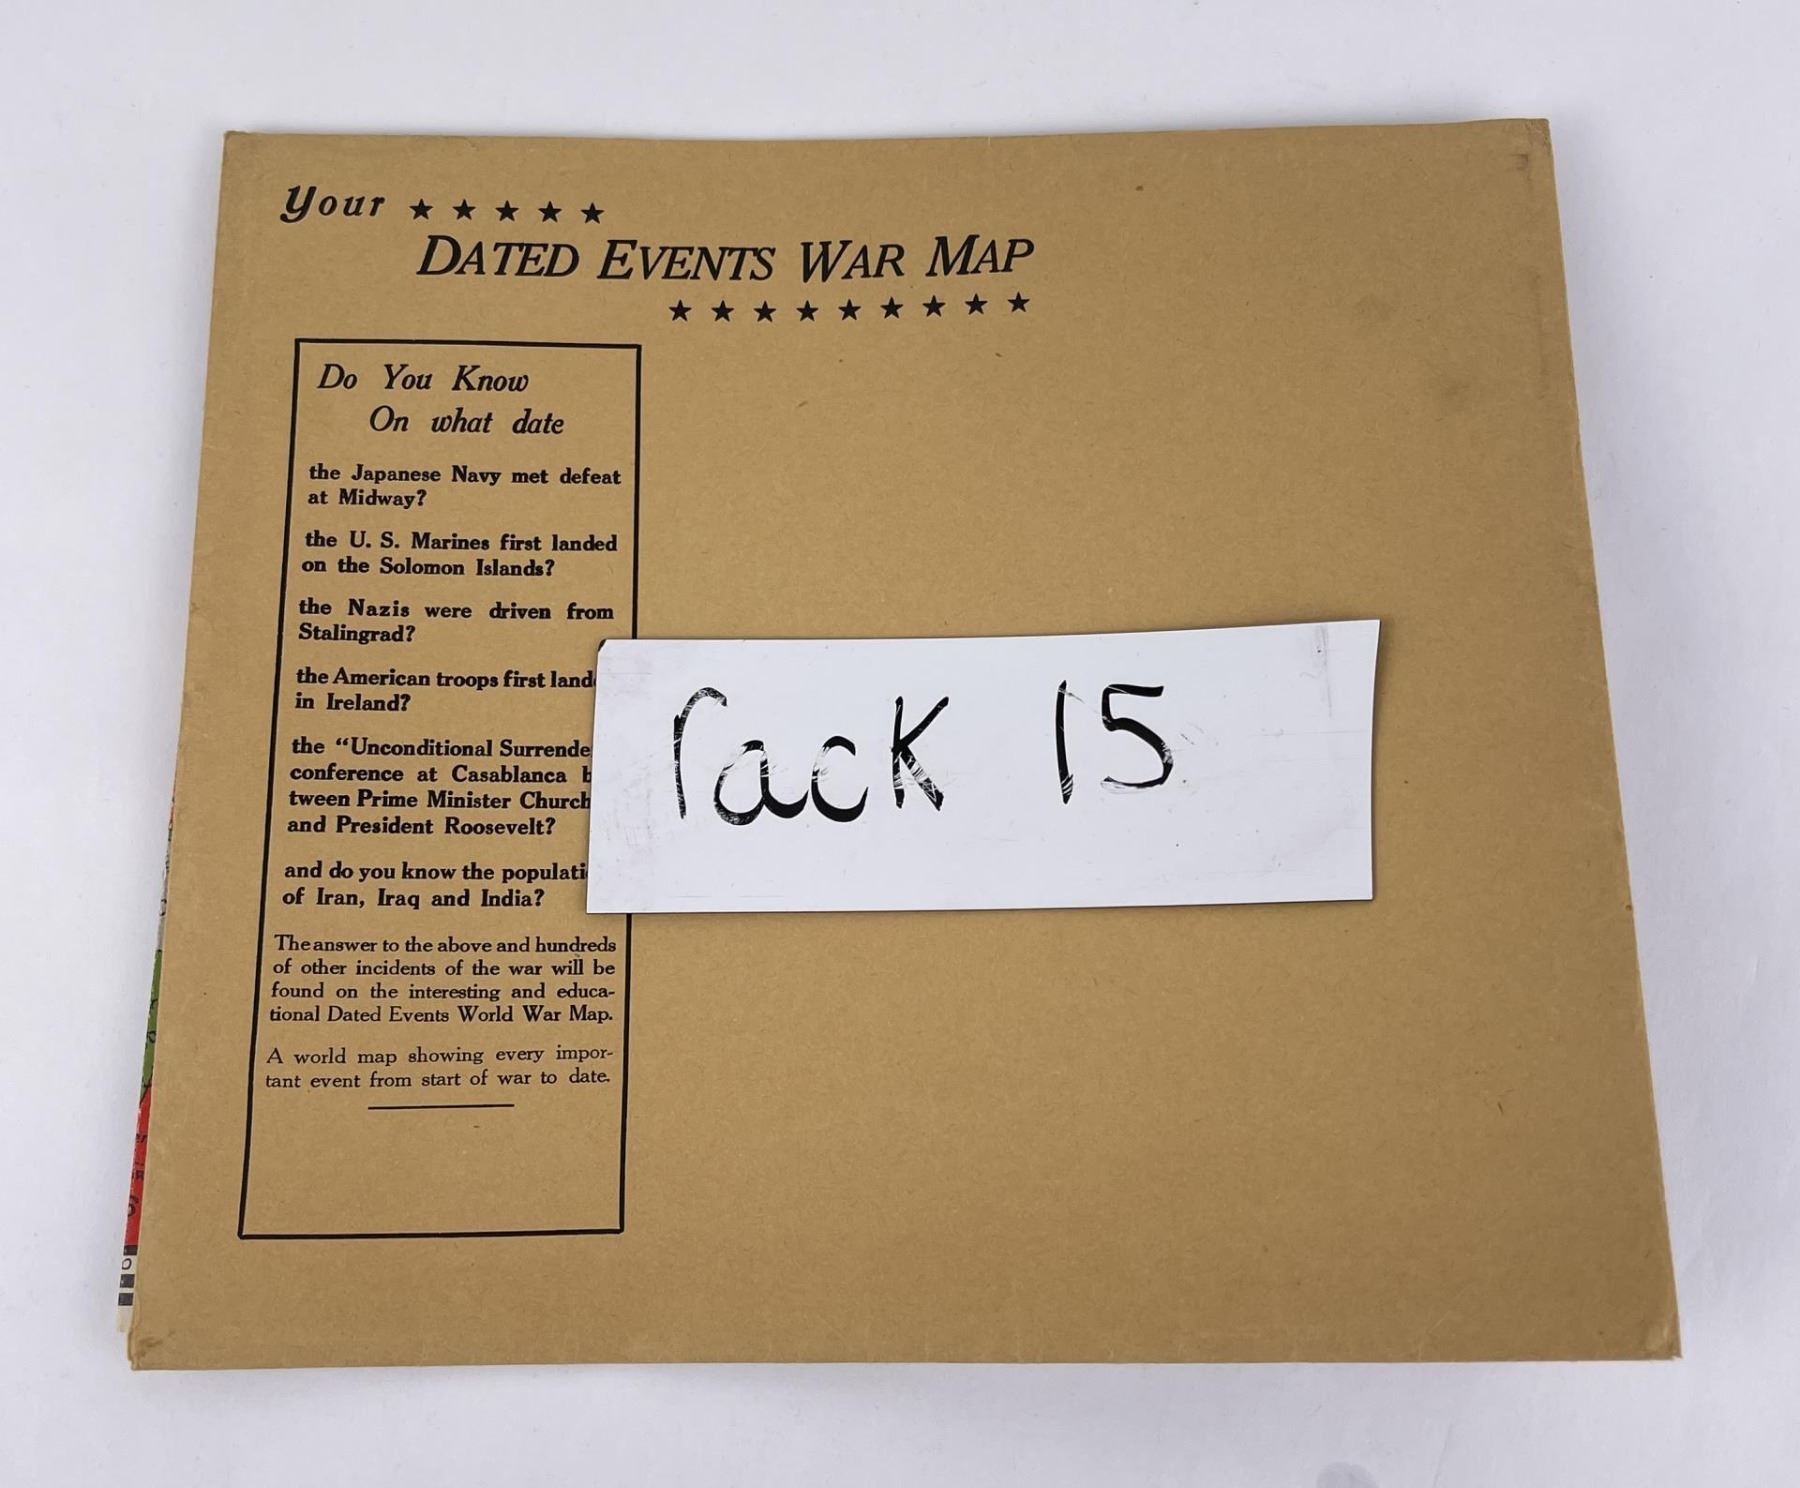 Your ★ ★ ★ ★ ★
DATED EVENTS WAR MAP
★ ★ ★ ★ ★ ★ ★ ★ ★
Do You Know
On what date
the Japanese Navy met defeat
at Midway?
the U. S. Marines first landed
on the Solomon Islands?
the Nazis were driven from
Stalingrad?
the American troops first land
in Ireland?
the “Unconditional Surrende
conference at Casablanca b
tween Prime Minister Church
and President Roosevelt?
and do you know the populati
of Iran, Iraq and India?
The answer to the above and hundreds
of other incidents of the war will be
found on the interesting and educa-
tional Dated Events World War Map.
A world map showing every impor-
tant event from start of war to date.
rack 15